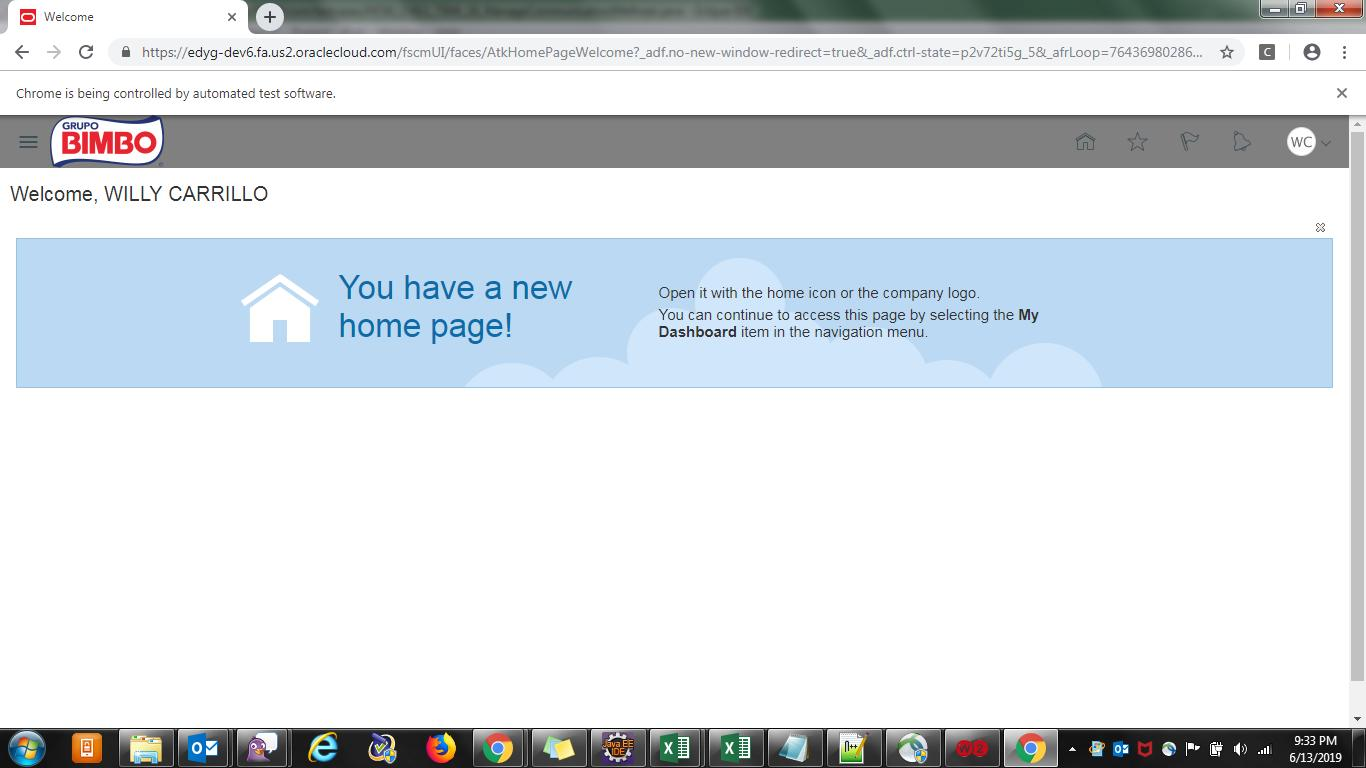 Welcome
https://edyg-dev6.fa.us2.oraclecloud.com/fscmUI/faces/AtkHomePageWelcome?_adf.no-new-window-redirect=true&_adf.ctrl-state=p2v72ti5g_5&_afrLoop=76436980286...
C
Chrome is being controlled by automated test software.
GRUPO
BIMBO
WC
Welcome, WILLY CARRILLO
You have a new
home page!
Open it with the home icon or the company logo.
You can continue to access this page by selecting the My
Dashboard item in the navigation menu.
Java EE
IDE
9:33 PM
6/13/2019